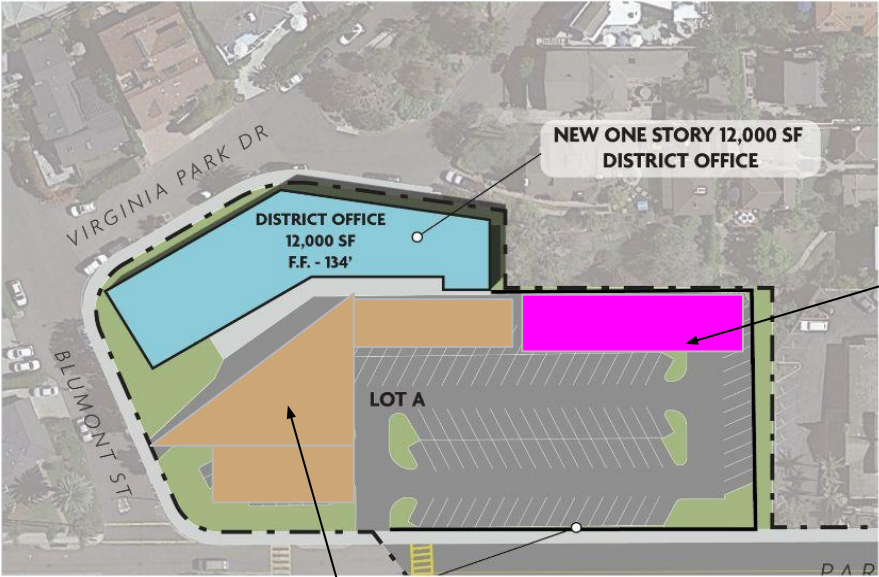 NEW ONE STORY 12,000 SF
DISTRICT OFFICE
VIRGINIA PARK DR
DISTRICT OFFICE
12,000 SF
F.F. - 134'
LOT A
BLUMONT ST
PAR